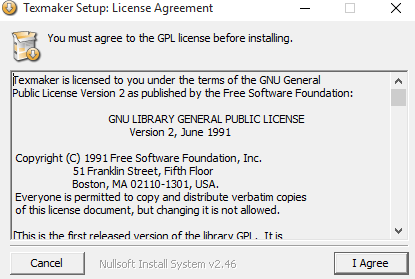 Texmaker Setup: License Agreement
You must agree to the GPL license before installing.
Texmaker is licensed to you under the terms of the GNU General
Public License Version 2 as published by the Free Software Foundation:
GNU LIBRARY GENERAL PUBLIC LICENSE
Version 2, June 1991
Copyright (C) 1991 Free Software Foundation, Inc.
51 Franklin Street, Fifth Floor
Boston, MA 02110-1301, USA.
Everyone is permitted to copy and distribute verbatim copies
of this license document, but changing it is not allowed.
[This is the first released version of the library GPL. It is
Cancel
Nullsoft Install System v2.46
I Agree